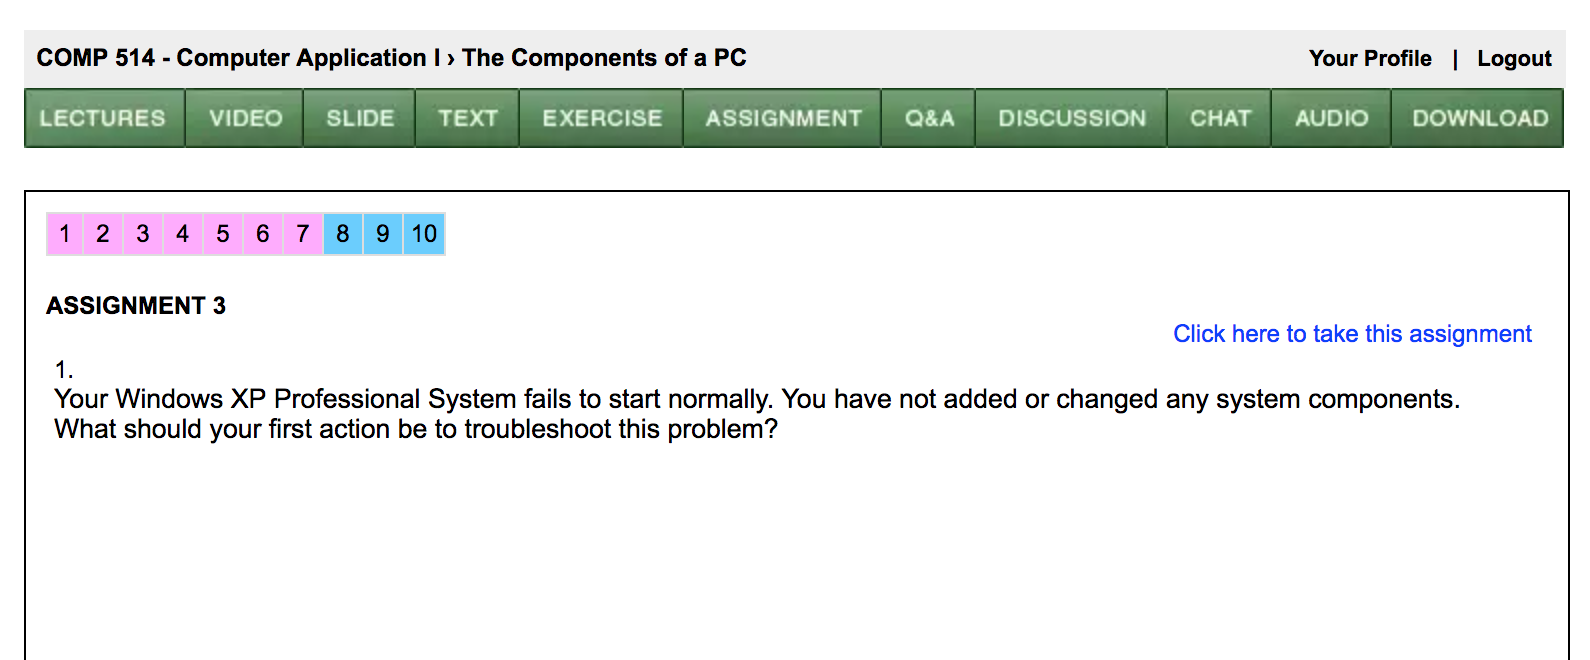 COMP 514 - Computer Application I › The Components of a PC
Your Profile | Logout
LECTURES VIDEO SLIDE TEXT EXERCISE ASSIGNMENT Q&A DISCUSSION CHAT AUDIO DOWNLOAD
1 2 3 4 5 6 7 8 9 10
ASSIGNMENT 3
Click here to take this assignment
1.
Your Windows XP Professional System fails to start normally. You have not added or changed any system components.
What should your first action be to troubleshoot this problem?